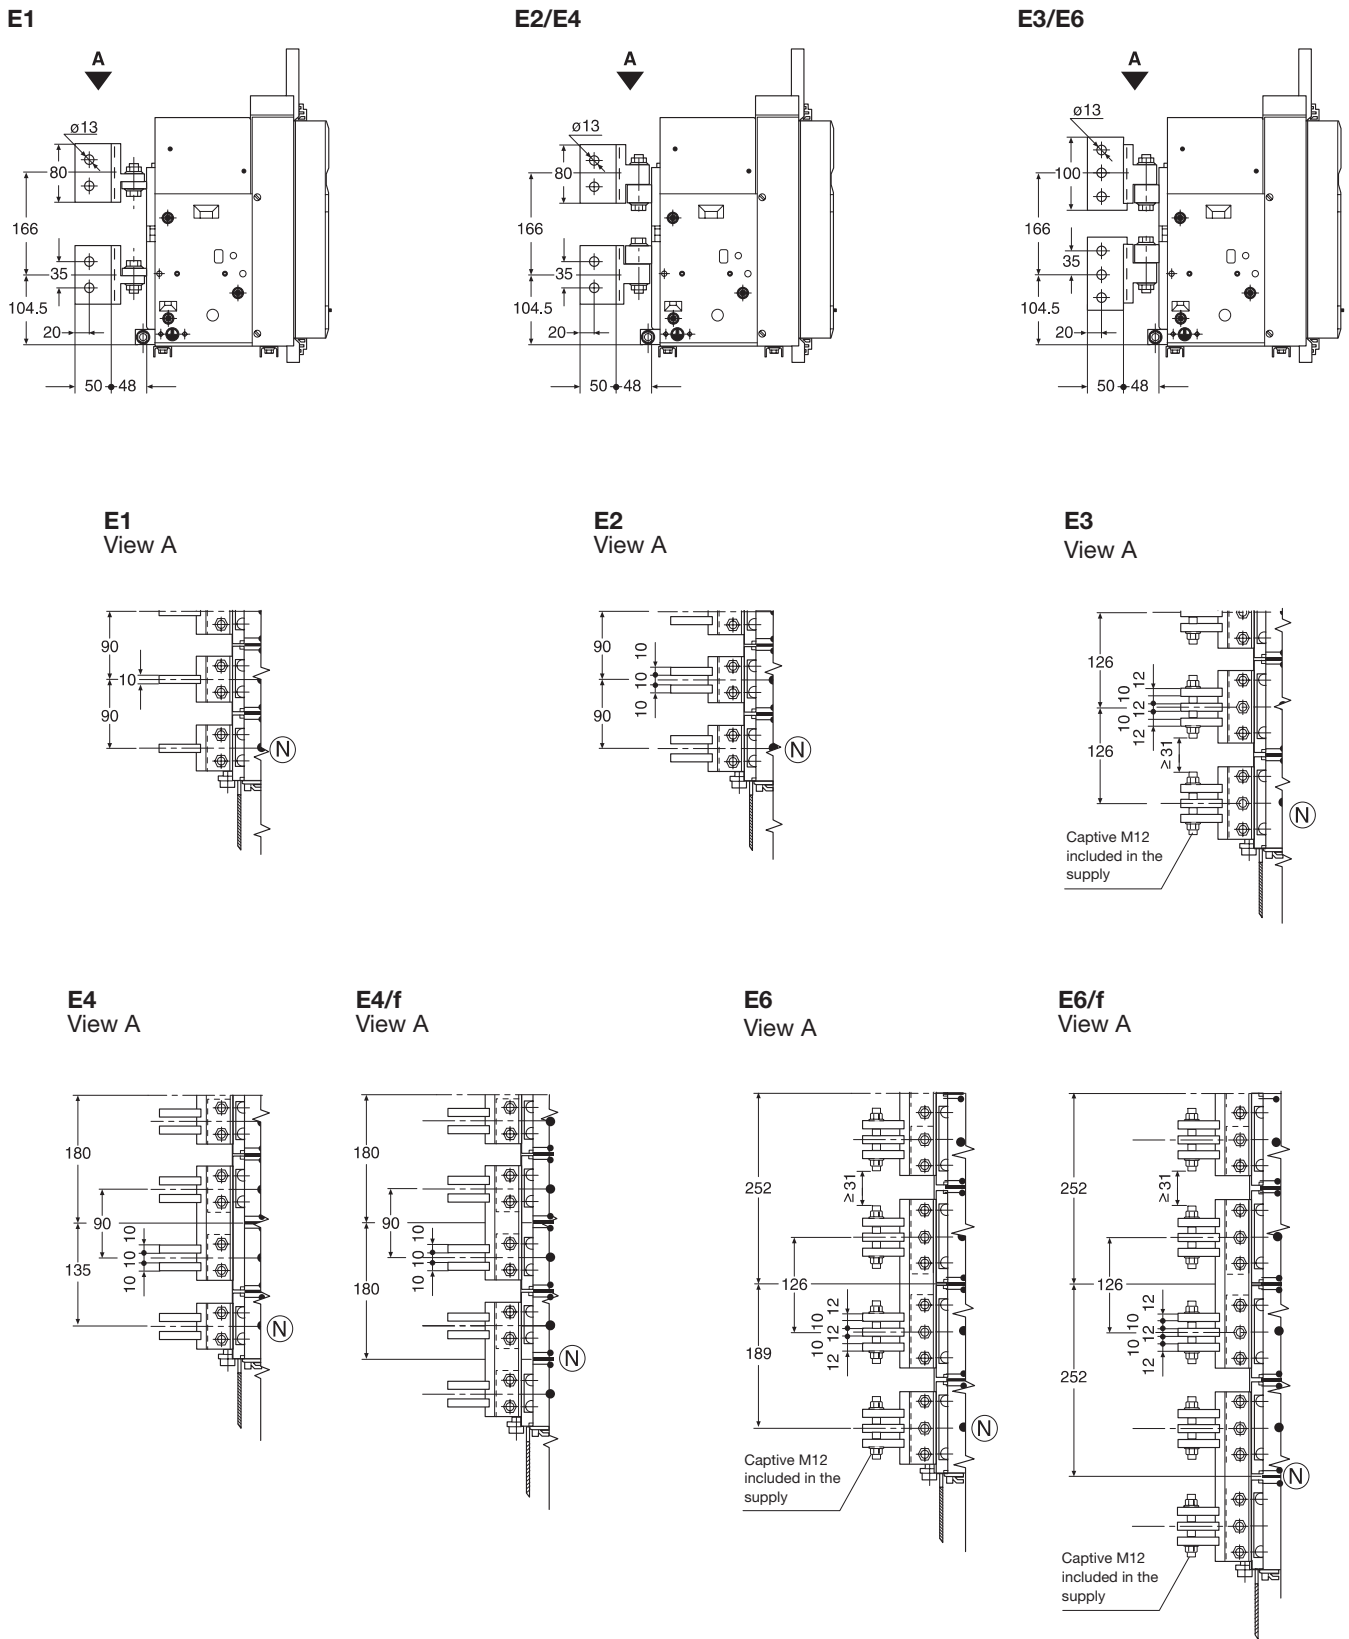 E1
E2/E4
E3/E6
A
ø13
80
166
35
104.5
20
50
48
A
ø13
80
166
35
104.5
20
50
48
A
ø13
100
166
35
104.5
20
50
48
E1
View A
90
10
90
N
E2
View A
90
10
10
10
90
N
E3
View A
126
12
10
12
10
12
126
≥ 31
N
Captive M12
included in the
supply
E4
View A
180
90
10
10
10
135
N
E4/f
View A
180
90
10
10
10
180
N
E6
View A
252
≥ 31
126
12
10
12
10
12
189
N
Captive M12
included in the
supply
E6/f
View A
252
≥ 31
126
12
10
12
10
12
252
N
Captive M12
included in the
supply